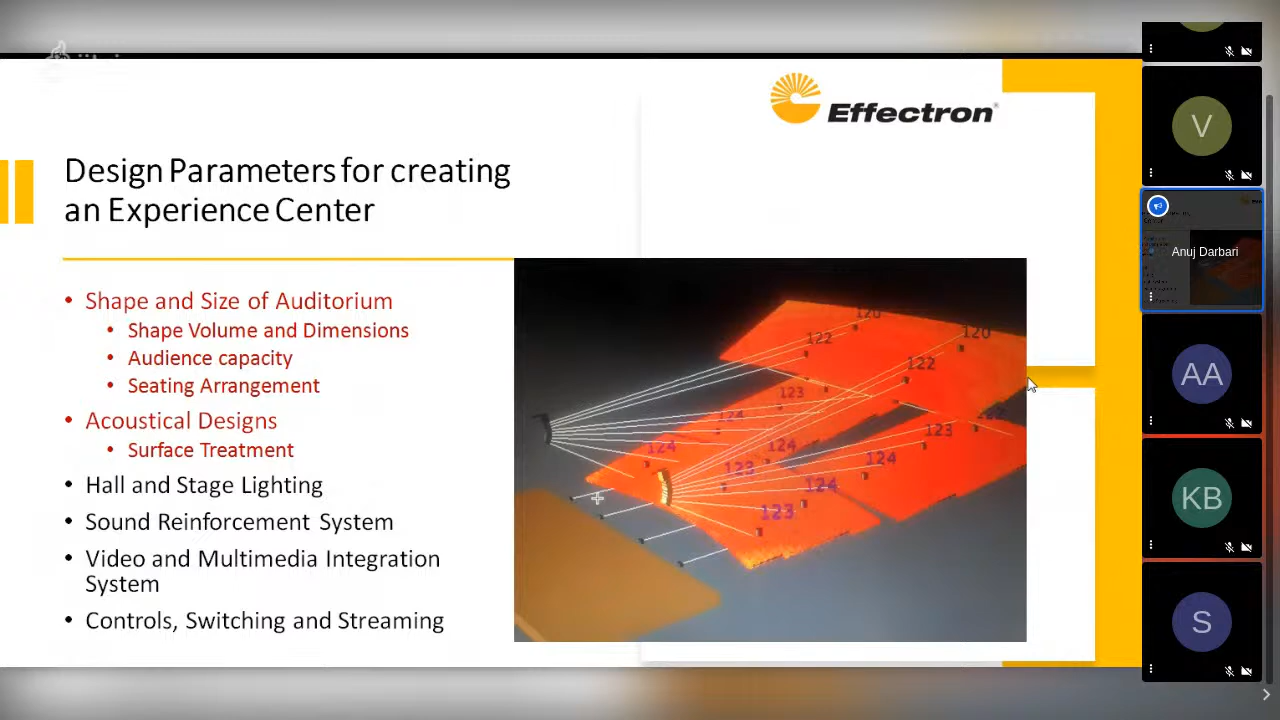 Effectron®
Design Parameters for creating
an Experience Center
• Shape and Size of Auditorium
• Shape Volume and Dimensions
• Audience capacity
• Seating Arrangement
• Acoustical Designs
• Surface Treatment
• Hall and Stage Lighting
• Sound Reinforcement System
• Video and Multimedia Integration
System
• Controls, Switching and Streaming
120
120
122
122
123
122
124
123
124
124
124
123
124
123
V
Anuj Darbari
AA
KB
S